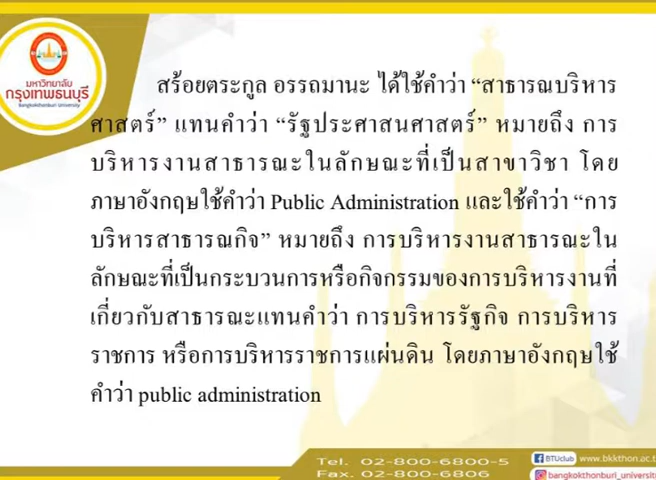 มหาวิทยาลัย
กรุงเทพธนบุรี
Bangkokthonburi University
สร้อยตระกูล อรรถมานะ ได้ใช้คำว่า “สาธารณบริหาร
ศาสตร์” แทนคำว่า “รัฐประศาสนศาสตร์” หมายถึง การ
บริหารงานสาธารณะในลักษณะที่เป็นสาขาวิชา โดย
ภาษาอังกฤษใช้คำว่า Public Administration และใช้คำว่า “การ
บริหารสาธารณกิจ” หมายถึง การบริหารงานสาธารณะใน
ลักษณะที่เป็นกระบวนการหรือกิจกรรมของการบริหารงานที่
เกี่ยวกับสาธารณะแทนคำว่า การบริหารรัฐกิจ การบริหาร
ราชการ หรือการบริหารราชการแผ่นดิน โดยภาษาอังกฤษใช้
คำว่า public administration
Tel. 02-800-6800-5
Fax. 02-800-6806
BTUclub www.bkkthon.ac.t
bangkokthonburi_universit